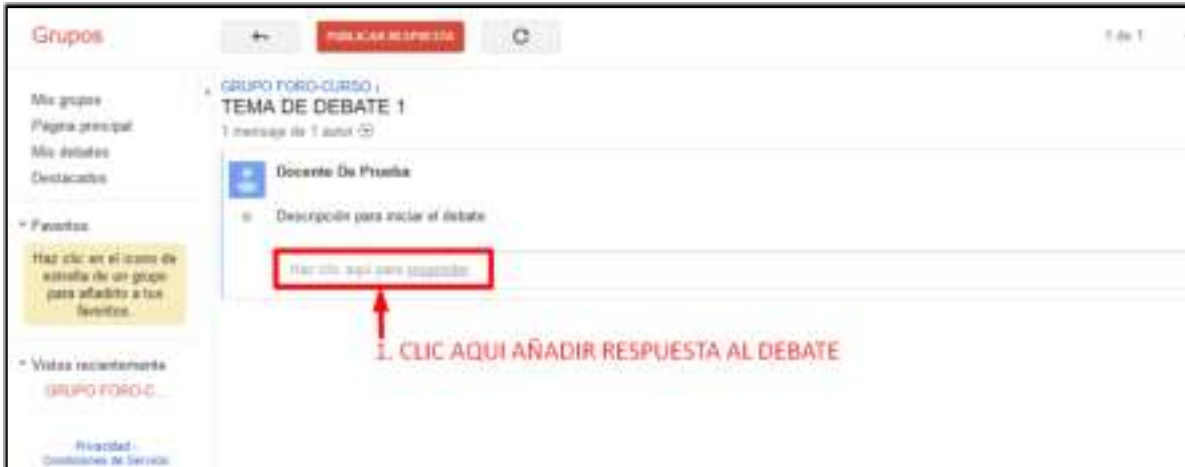 Grupos
PUBLICAR RESPUESTA
1 de 1
Mis grupos
Página principal
Mis debates
Destacados
Favoritos
Haz clic en el icono de
estrella de un grupo
para añadirlo a tus
favoritos.
Vistos recientemente
GRUPO FORO-C...
Privacidad -
Condiciones de Servicio
GRUPO FORO-CURSO ›
TEMA DE DEBATE 1
1 mensaje de 1 autor
Docente De Prueba
Descripción para iniciar el debate
Haz clic aquí para responder
1. CLIC AQUI AÑADIR RESPUESTA AL DEBATE